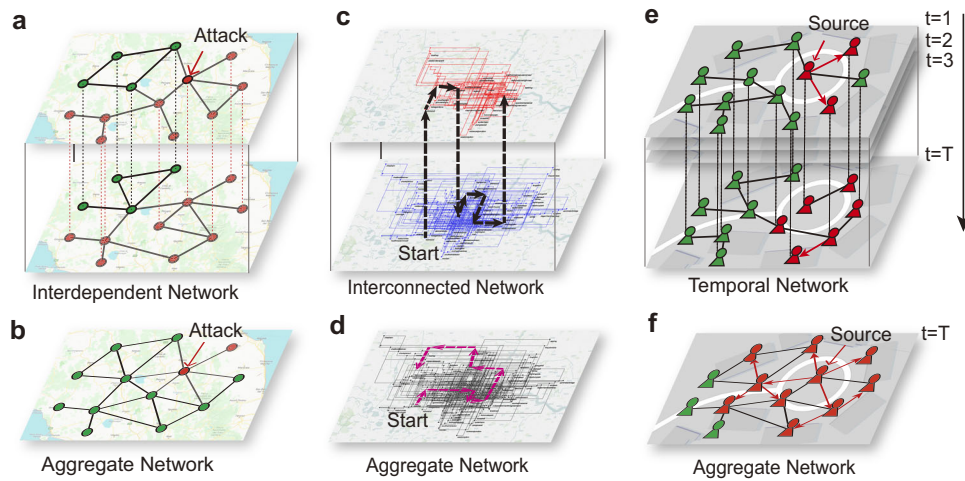 a
Attack
Interdependent Network
b
Attack
Aggregate Network
c
Start
Interconnected Network
d
Start
Aggregate Network
e
Source
t=1
t=2
t=3
t=T
Temporal Network
f
Source
t=T
Aggregate Network